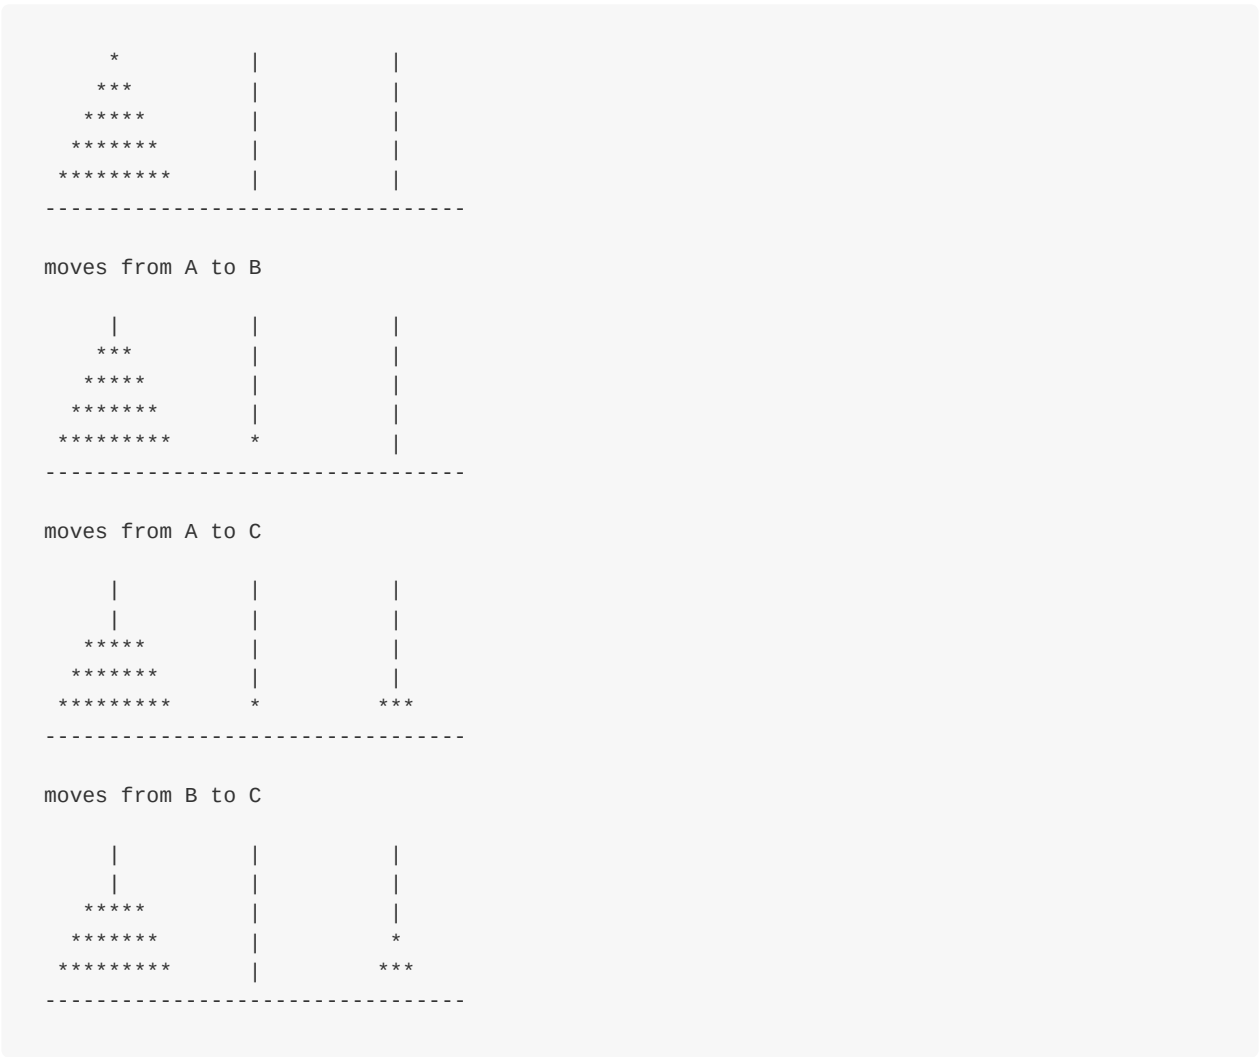 *          |          |
    ***         |          |
   *****        |          |
  *******       |          |
 *********      |          |
---------------------------------

moves from A to B

     |          |          |
    ***         |          |
   *****        |          |
  *******       |          |
 *********      *          |
---------------------------------

moves from A to C

     |          |          |
     |          |          |
   *****        |          |
  *******       |          |
 *********      *         ***
---------------------------------

moves from B to C

     |          |          |
     |          |          |
   *****        |          |
  *******       |          *
 *********      |         ***
---------------------------------